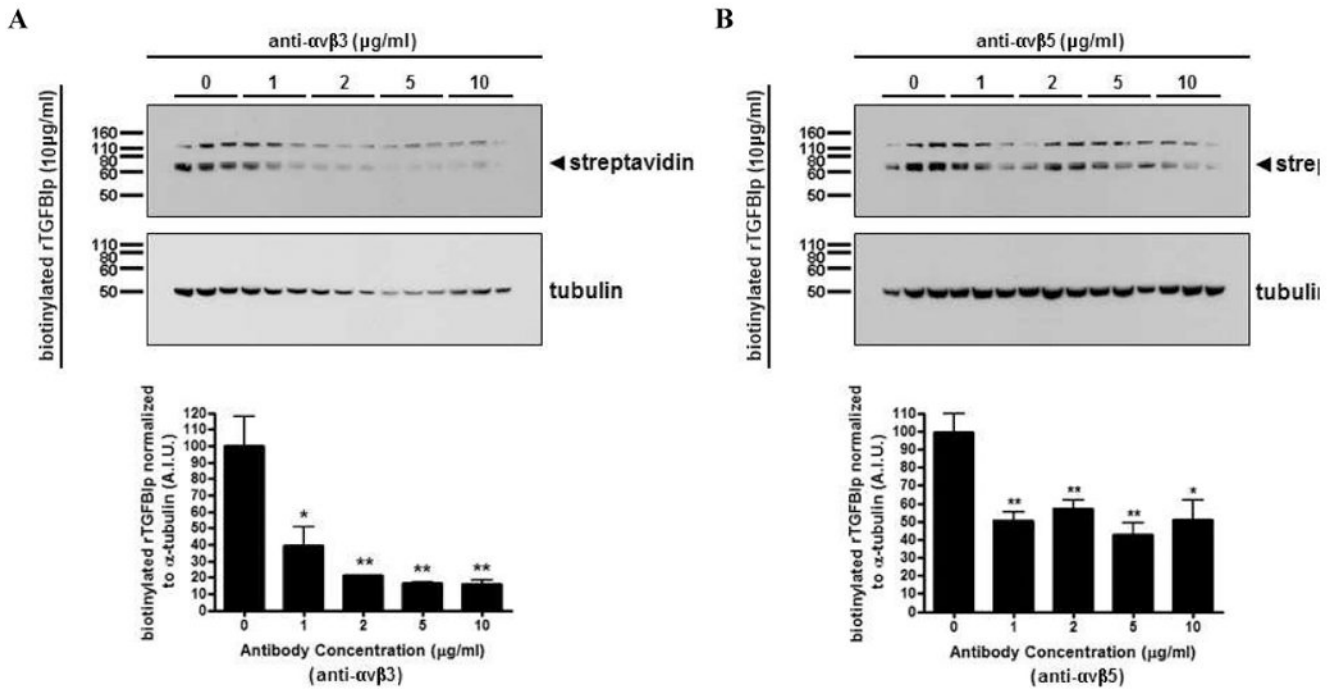 A
anti-αvβ3 (µg/ml)
0 1 2 5 10
biotinylated rTGFBIp (10µg/ml)
160
110
80
60
50
streptavidin
110
80
60
50
tubulin
biotinylated rTGFBIp normalized
to α-tubulin (A.I.U.)
120
110
100
90
80
70
60
50
40
30
20
10
0
* ** ** **
0 1 2 5 10
Antibody Concentration (µg/ml)
(anti-αvβ3)
B
anti-αvβ5 (µg/ml)
0 1 2 5 10
biotinylated rTGFBIp (10µg/ml)
160
110
80
60
50
strep
110
80
60
50
tubuli
biotinylated rTGFBIp normalized
to α-tubulin (A.I.U.)
110
100
90
80
70
60
50
40
30
20
10
0
** ** ** *
0 1 2 5 10
Antibody Concentration (µg/ml)
(anti-αvβ5)